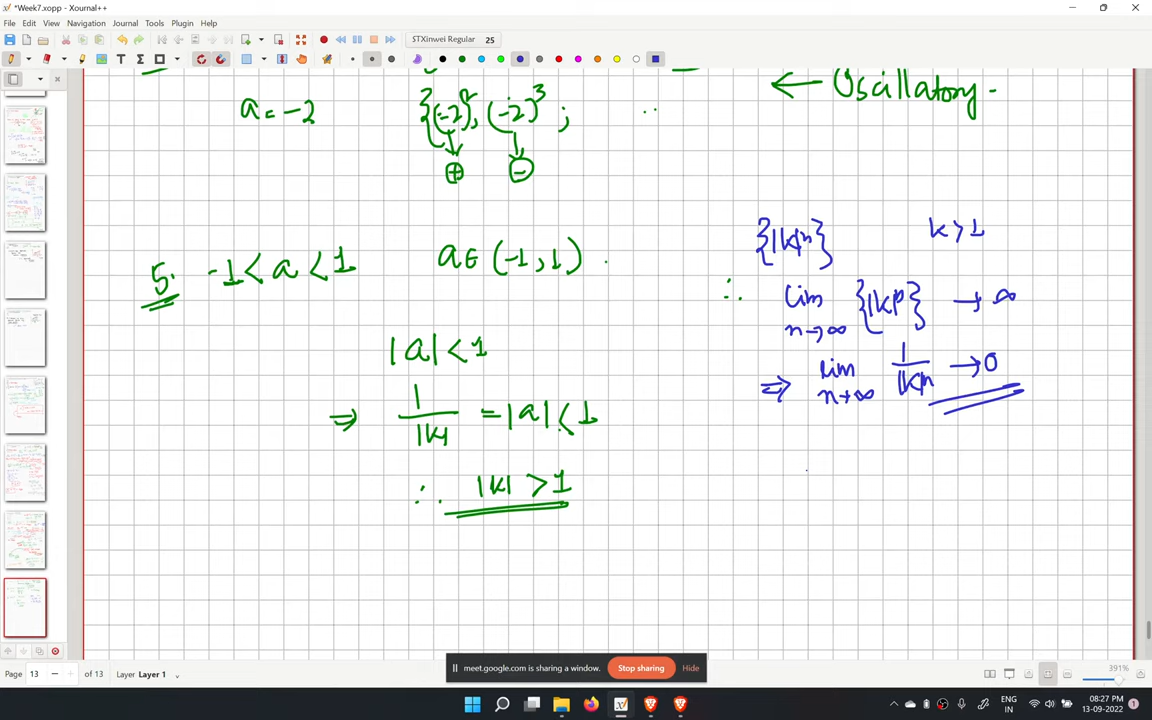 *Week7.xopp - Xournal++
File Edit View Navigation Journal Tools Plugin Help
STXinwei Regular 25
← Oscillatory-
a = -2 {(-2)², (-2)³ ; ..
⊕ ⊖
5. -1 < a < 1 a ∈ (-1, 1) .
{|k|ⁿ} k > 1
∴ lim n→∞ {|k|ⁿ} → ∞
|a| < 1
⇒ lim n→∞ 1/|k|ⁿ → 0
⇒ 1/|k| = |a| < 1
∴ |k| > 1
meet.google.com is sharing a window. Stop sharing Hide
Page 13 of 13 Layer Layer 1 391%
ENG
IN
08:27 PM
13-09-2022